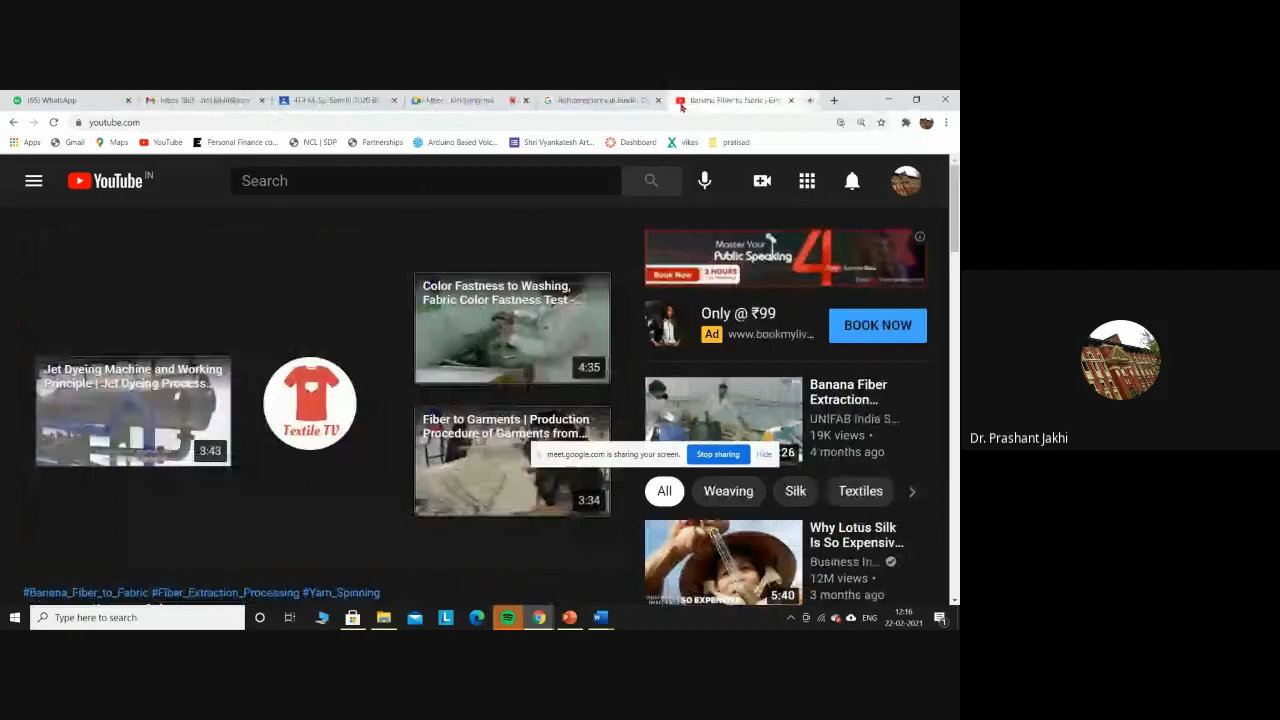 (65) WhatsApp
Banana Fiber to Fabric
youtube.com
Apps
Gmail
Maps
YouTube
Personal Finance co...
NCL | SDP
Partnerships
Arduino Based Voic...
Shri Vyankatesh Art...
Dashboard
vikas
pratisad
YouTube IN
Search
Master Your
Public Speaking
4
Book Now
3 HOURS
Color Fastness to Washing,
Fabric Color Fastness Test -...
4:35
Only @ ₹99
Ad www.bookmyliv...
BOOK NOW
Jet Dyeing Machine and Working
Principle | Jet Dyeing Process...
3:43
Textile TV
Fiber to Garments | Production
Procedure of Garments from...
3:34
Banana Fiber
Extraction...
UNIFAB India S...
19K views •
4 months ago
:26
meet.google.com is sharing your screen.
Stop sharing
Hide
All
Weaving
Silk
Textiles
Why Lotus Silk
Is So Expensiv...
Business In...
12M views •
3 months ago
SO EXPENSIVE
5:40
#Banana_Fiber_to_Fabric #Fiber_Extraction_Processing #Yarn_Spinning
Type here to search
ENG
12:16
22-02-2021
Dr. Prashant Jakhi